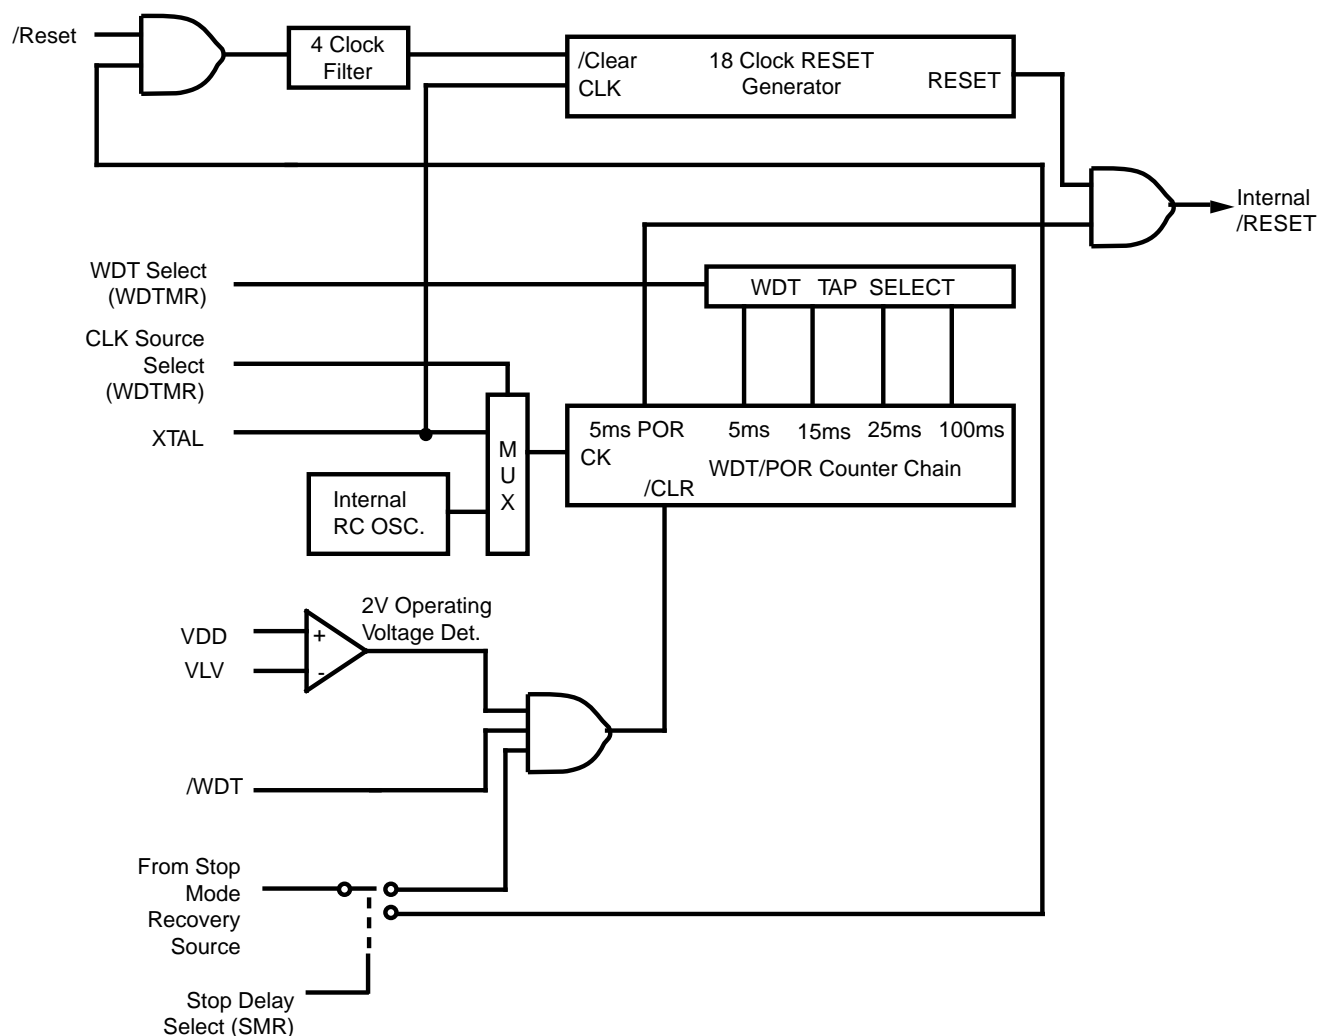 /Reset
4 Clock
Filter
/Clear
CLK
18 Clock RESET
Generator
RESET
Internal
/RESET
WDT Select
(WDTMR)
WDT TAP SELECT
CLK Source
Select
(WDTMR)
XTAL
M
U
X
5ms POR
5ms
15ms
25ms
100ms
CK
WDT/POR Counter Chain
/CLR
Internal
RC OSC.
2V Operating
Voltage Det.
VDD
+
VLV
-
/WDT
From Stop
Mode
Recovery
Source
Stop Delay
Select (SMR)